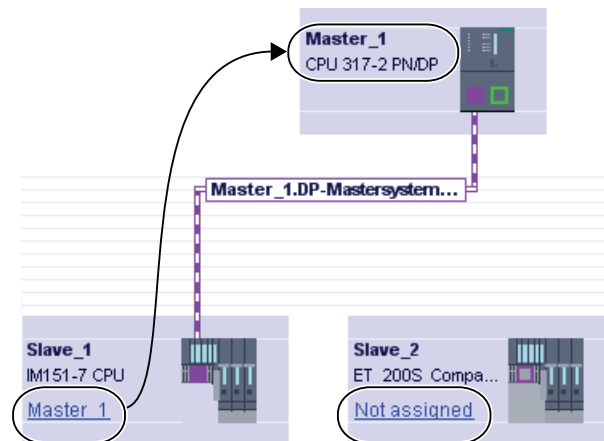 Master_1
CPU 317-2 PN/DP
Master_1.DP-Mastersystem...
Slave_1
IM151-7 CPU
Master_1
Slave_2
ET 200S Compa...
Not assigned